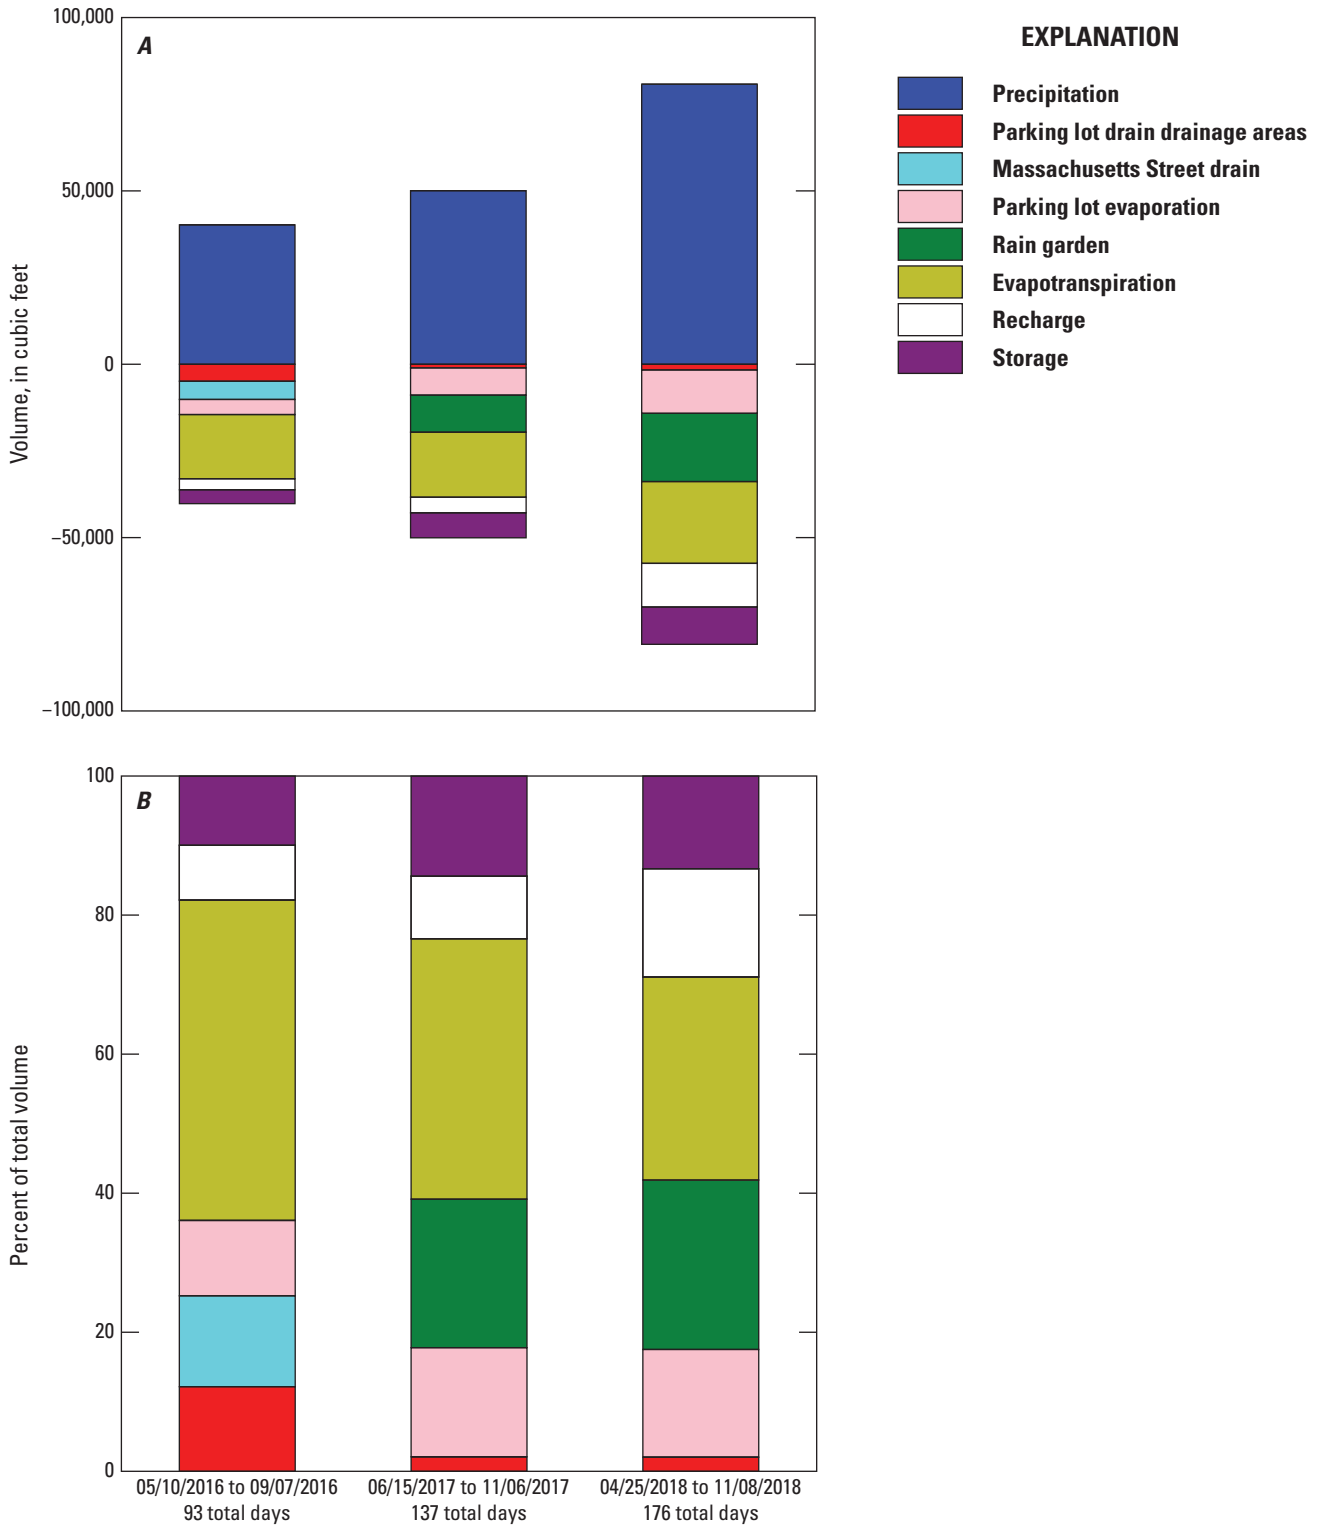 100,000
50,000
0
–50,000
–100,000
Volume, in cubic feet
A
EXPLANATION
Precipitation
Parking lot drain drainage areas
Massachusetts Street drain
Parking lot evaporation
Rain garden
Evapotranspiration
Recharge
Storage
100
80
60
40
20
0
Percent of total volume
B
05/10/2016 to 09/07/2016
93 total days
06/15/2017 to 11/06/2017
137 total days
04/25/2018 to 11/08/2018
176 total days